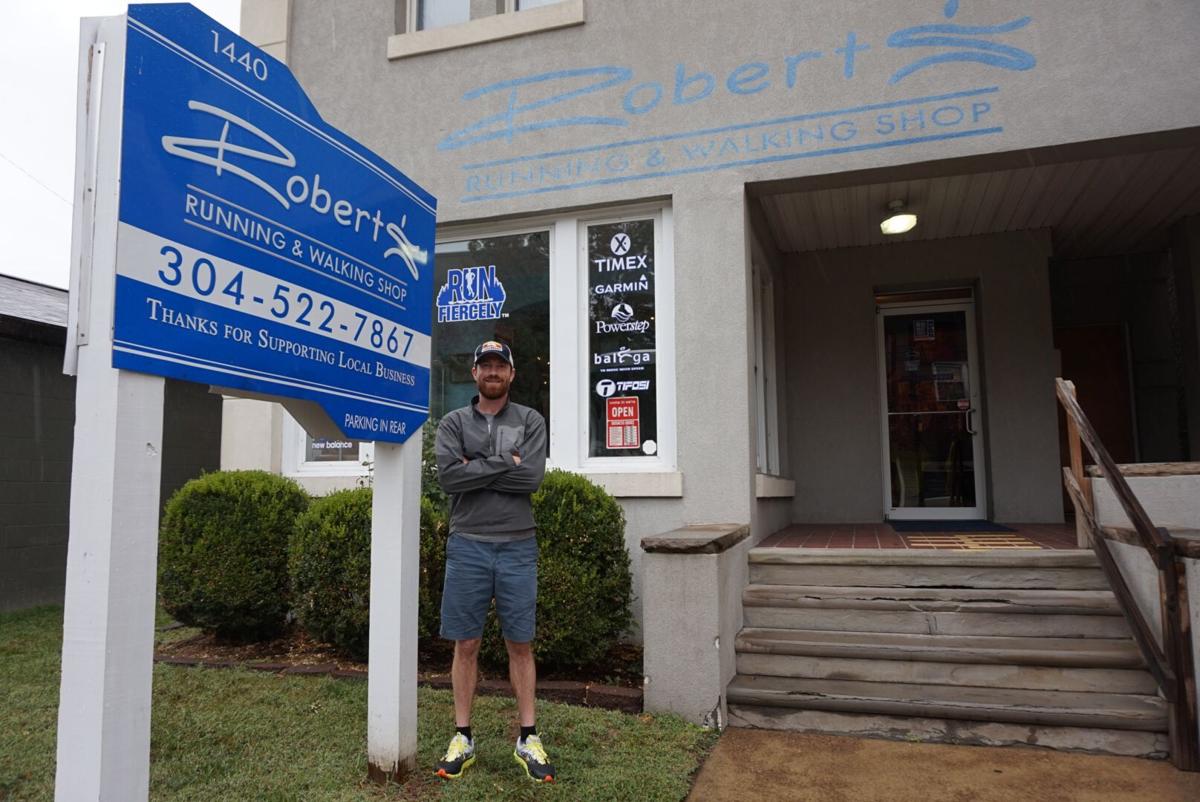 1440
Robert's
RUNNING & WALKING SHOP
304-522-7867
THANKS FOR SUPPORTING LOCAL BUSINESS
PARKING IN REAR
Robert's
RUNNING & WALKING SHOP
RUN
FIERCELY™
TIMEX
GARMIN
Powerstep
balega
TIFOSI
OPEN
new balance